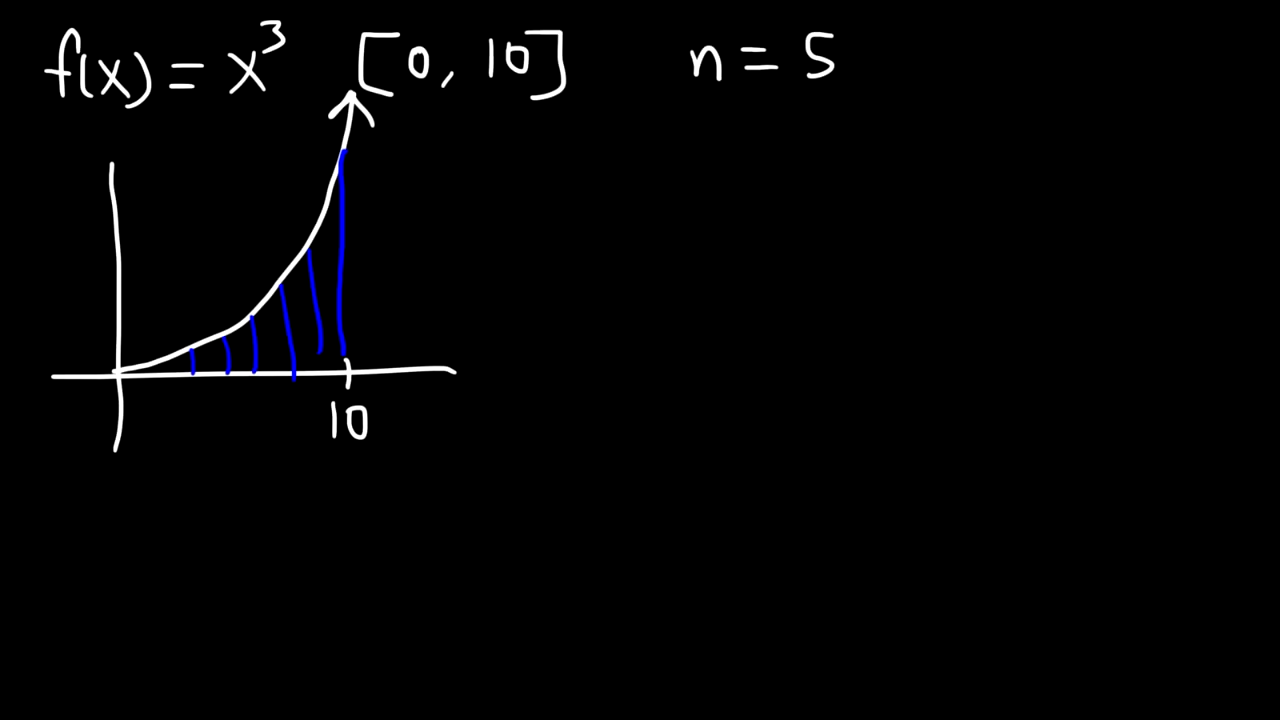 f(x) = x³ [0, 10] n = 5
10